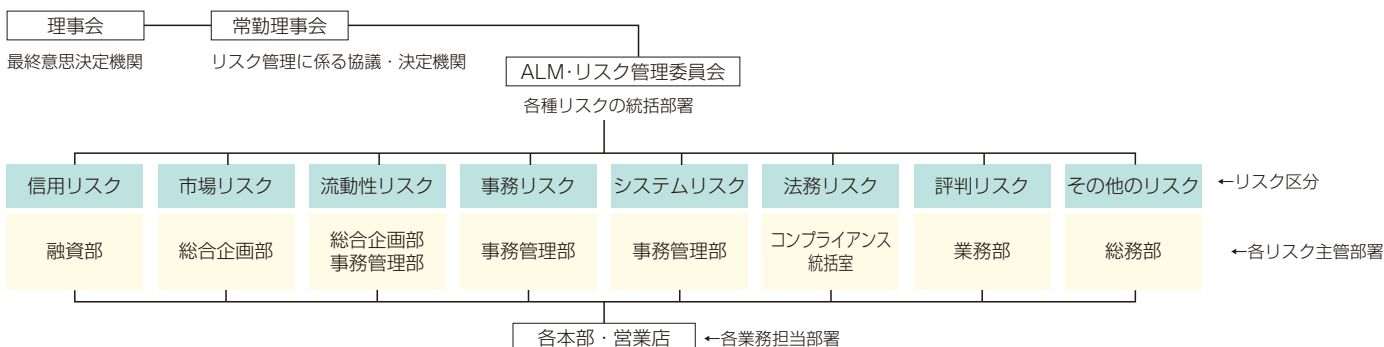 理事会
常勤理事会
最終意思決定機関
リスク管理に係る協議・決定機関
ALM・リスク管理委員会
各種リスクの統括部署
信用リスク
市場リスク
流動性リスク
事務リスク
システムリスク
法務リスク
評判リスク
その他のリスク
←リスク区分
融資部
総合企画部
総合企画部
事務管理部
事務管理部
事務管理部
コンプライアンス
統括室
業務部
総務部
←各リスク主管部署
各本部・営業店
←各業務担当部署